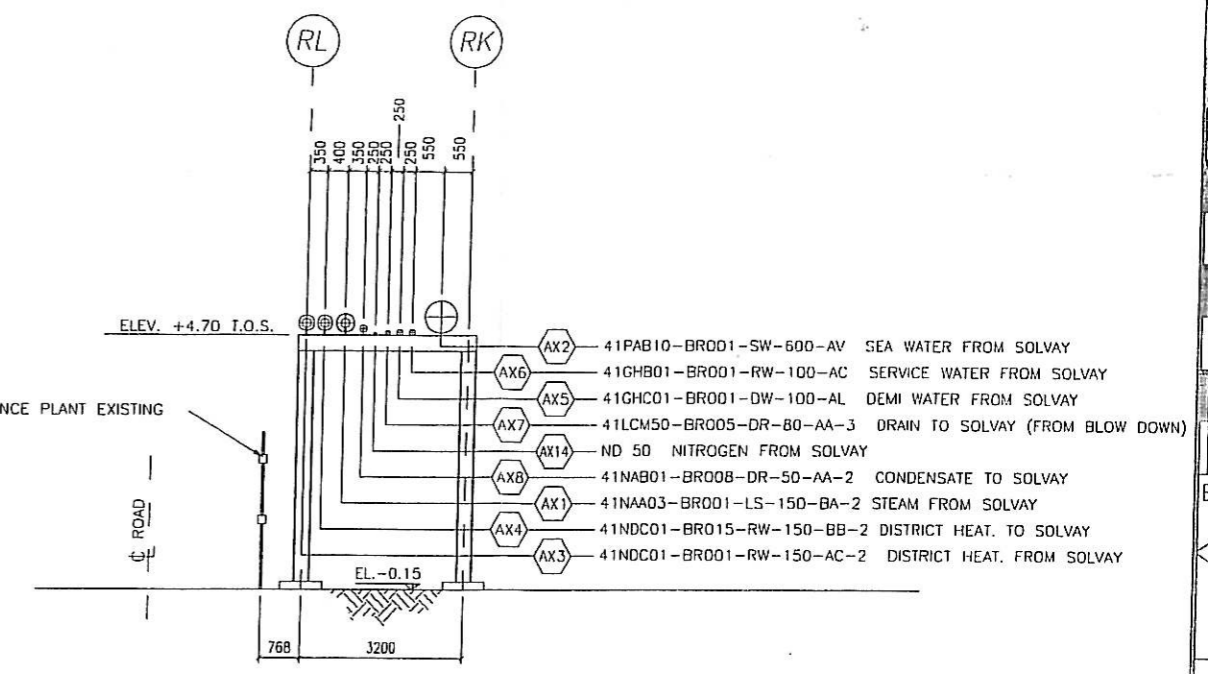 RL
RK
350
400
350
250
250
250
250
550
550
ELEV. +4.70 T.O.S.
AX2 41PAB10-BR001-SW-600-AV SEA WATER FROM SOLVAY
AX6 41GHB01-BR001-RW-100-AC SERVICE WATER FROM SOLVAY
AX5 41GHC01-BR001-DW-100-AL DEMI WATER FROM SOLVAY
NCE PLANT EXISTING
AX7 41LCM50-BR005-DR-80-AA-3 DRAIN TO SOLVAY (FROM BLOW DOWN)
AX14 ND 50 NITROGEN FROM SOLVAY
AX8 41NAB01-BR008-DR-50-AA-2 CONDENSATE TO SOLVAY
AX1 41NAA03-BR001-LS-150-BA-2 STEAM FROM SOLVAY
AX4 41NDC01-BR015-RW-150-BB-2 DISTRICT HEAT. TO SOLVAY
AX3 41NDC01-BR001-RW-150-AC-2 DISTRICT HEAT. FROM SOLVAY
℄ ROAD
EL.-0.15
768
3200